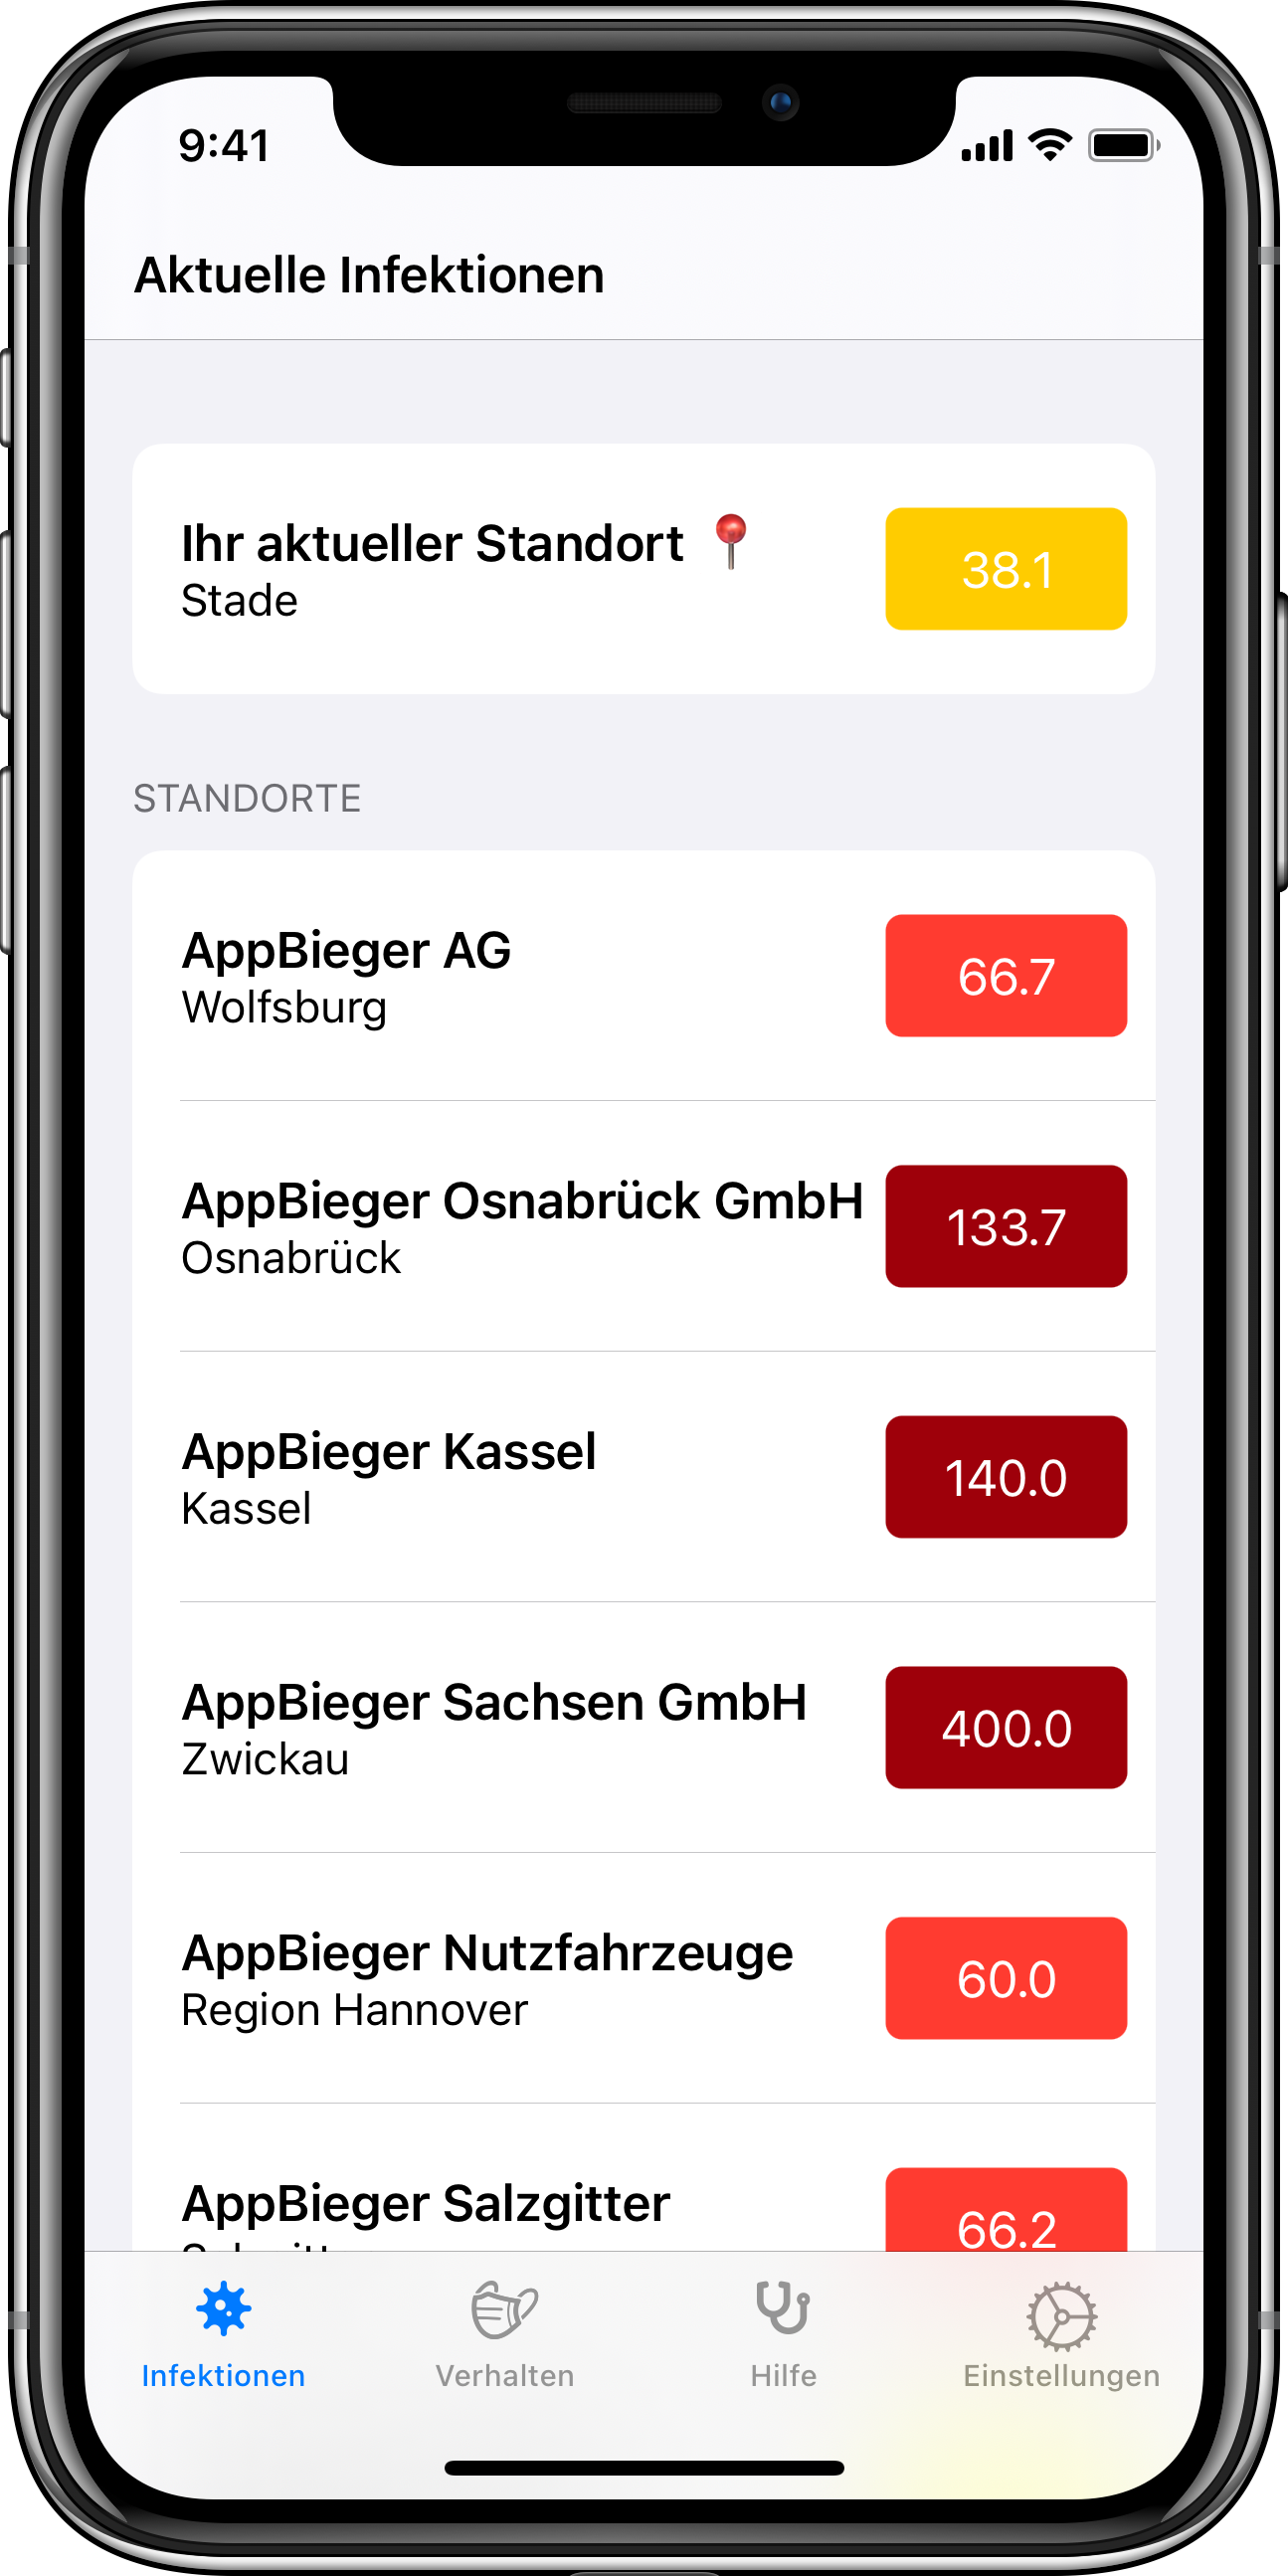 9:41
Aktuelle Infektionen
Ihr aktueller Standort
Stade
38.1
STANDORTE
AppBieger AG
Wolfsburg
66.7
AppBieger Osnabrück GmbH
Osnabrück
133.7
AppBieger Kassel
Kassel
140.0
AppBieger Sachsen GmbH
Zwickau
400.0
AppBieger Nutzfahrzeuge
Region Hannover
60.0
AppBieger Salzgitter
66.2
Infektionen
Verhalten
Hilfe
Einstellungen